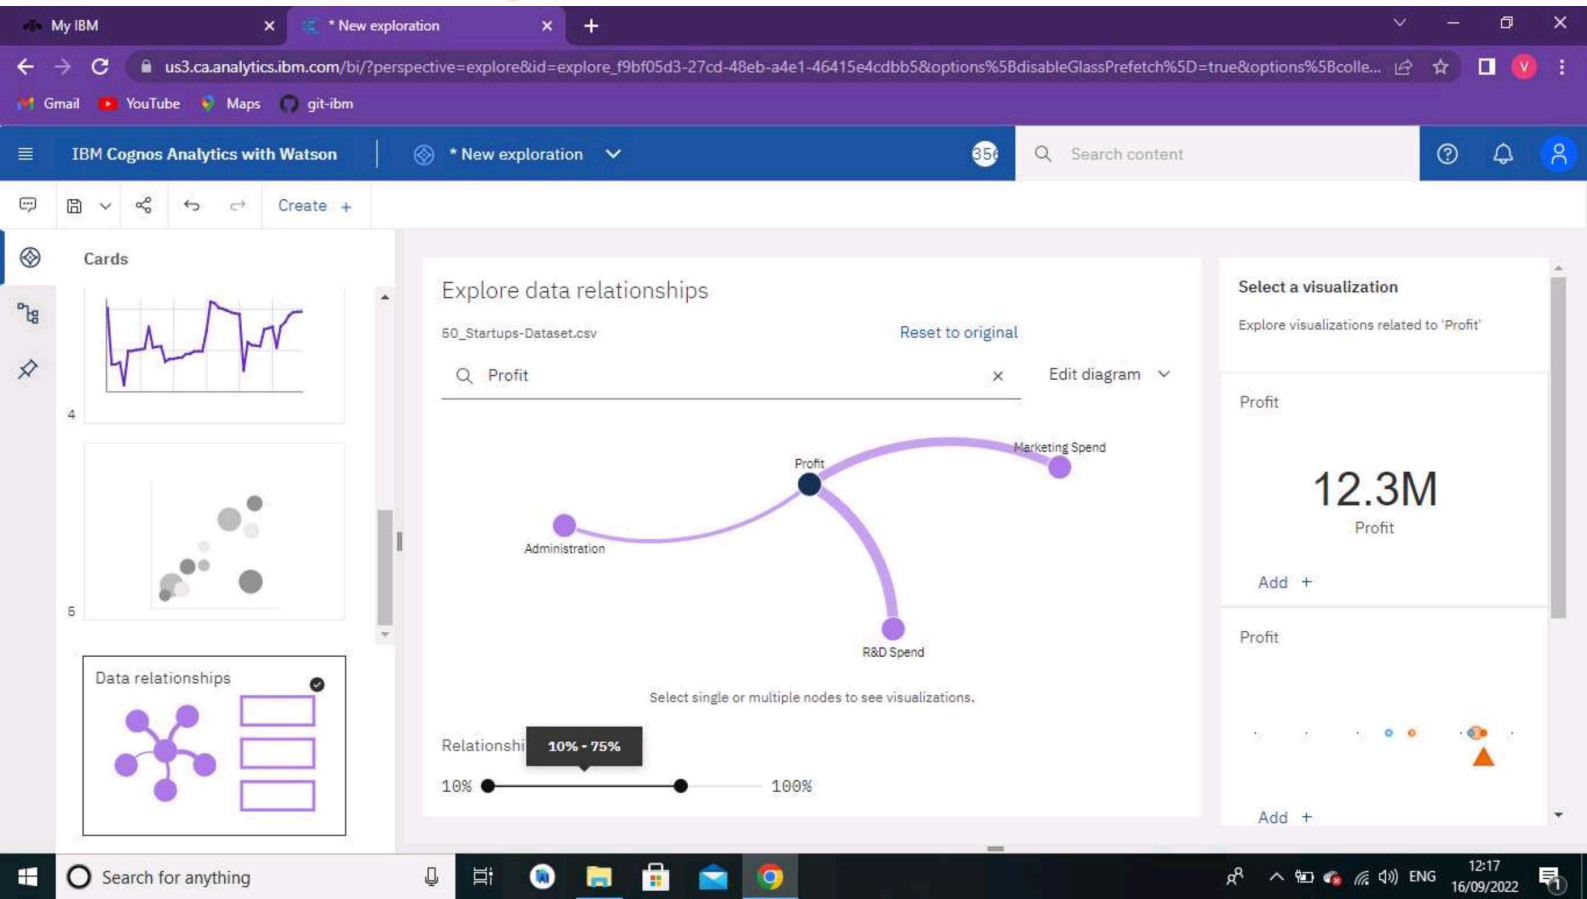 My IBM
* New exploration
us3.ca.analytics.ibm.com/bi/?perspective=explore&id=explore_f9bf05d3-27cd-48eb-a4e1-46415e4cdbb5&options%5BdisableGlassPrefetch%5D=true&options%5Bcolle...
V
Gmail
YouTube
Maps
git-ibm
IBM Cognos Analytics with Watson
* New exploration
356
Search content
Create +
Cards
4
5
Data relationships
Explore data relationships
50_Startups-Dataset.csv
Reset to original
Profit
Edit diagram
Marketing Spend
Profit
Administration
R&D Spend
Select single or multiple nodes to see visualizations.
Relationshi
10% - 75%
10%
100%
Select a visualization
Explore visualizations related to 'Profit'
Profit
12.3M
Profit
Add +
Profit
Add +
Search for anything
ENG
12:17
16/09/2022
1